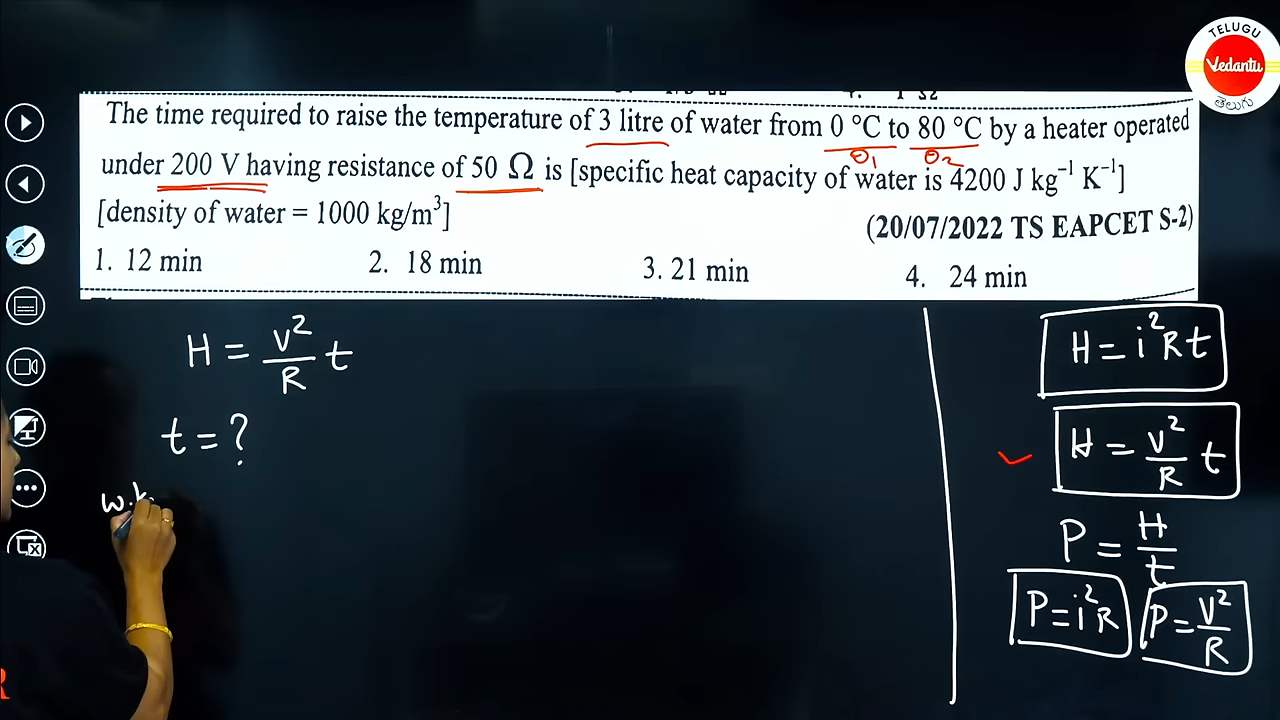 TELUGU
Vedantu
తెలుగు
The time required to raise the temperature of 3 litre of water from 0 °C to 80 °C by a heater operated
θ₁ θ₂
under 200 V having resistance of 50 Ω is [specific heat capacity of water is 4200 J kg⁻¹ K⁻¹]
[density of water = 1000 kg/m³]
(20/07/2022 TS EAPCET S-2)
1. 12 min 2. 18 min 3. 21 min 4. 24 min
H = V²/R t
t = ?
w.k
H = i²Rt
H = V²/R t
P = H/t
P = i²R P = V²/R